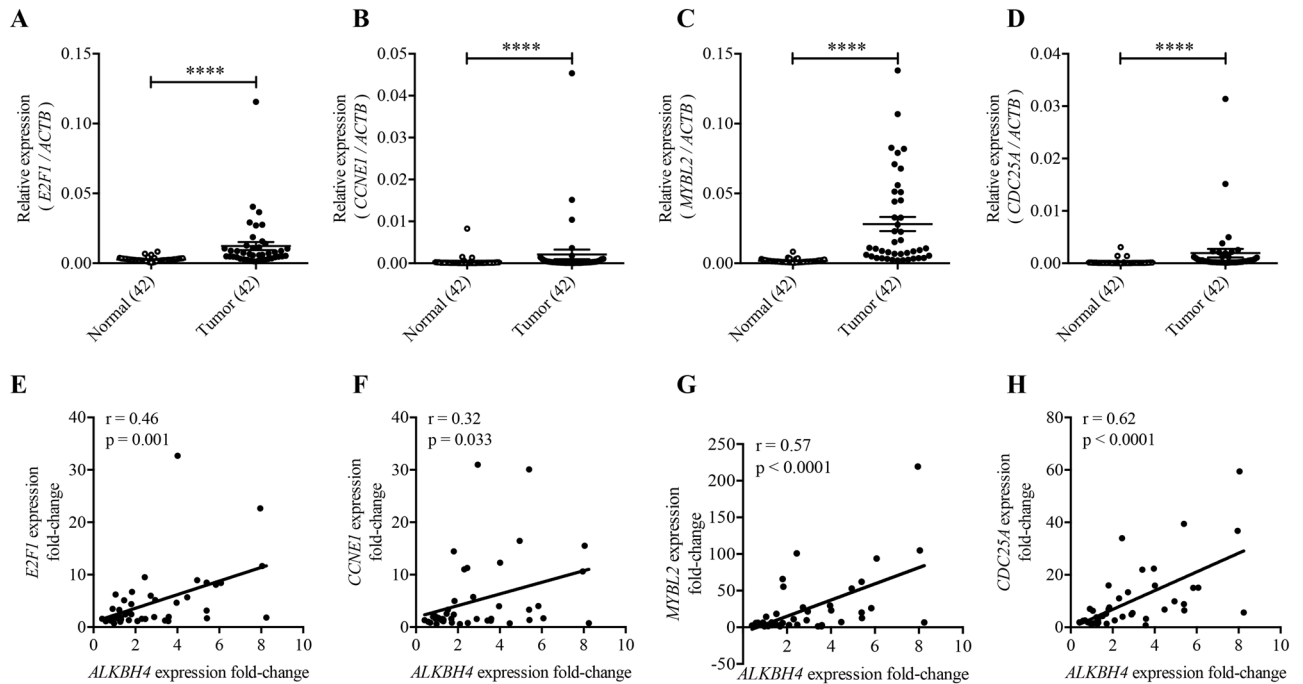 A
B
C
D
Relative expression
( E2F1 / ACTB )
0.15
0.10
0.05
0.00
****
Normal (42)
Tumor (42)
Relative expression
( CCNE1 / ACTB )
0.05
0.04
0.03
0.02
0.01
0.00
****
Normal (42)
Tumor (42)
Relative expression
( MYBL2 / ACTB )
0.15
0.10
0.05
0.00
****
Normal (42)
Tumor (42)
Relative expression
( CDC25A / ACTB )
0.04
0.03
0.02
0.01
0.00
****
Normal (42)
Tumor (42)
E
F
G
H
E2F1 expression
fold-change
40
30
20
10
0
r = 0.46
p = 0.001
0 2 4 6 8 10
ALKBH4 expression fold-change
CCNE1 expression
fold-change
40
30
20
10
0
r = 0.32
p = 0.033
0 2 4 6 8 10
ALKBH4 expression fold-change
MYBL2 expression
fold-change
250
200
150
100
50
0
-50
r = 0.57
p < 0.0001
2 4 6 8 10
ALKBH4 expression fold-change
CDC25A expression
fold-change
80
60
40
20
0
r = 0.62
p < 0.0001
0 2 4 6 8 10
ALKBH4 expression fold-change